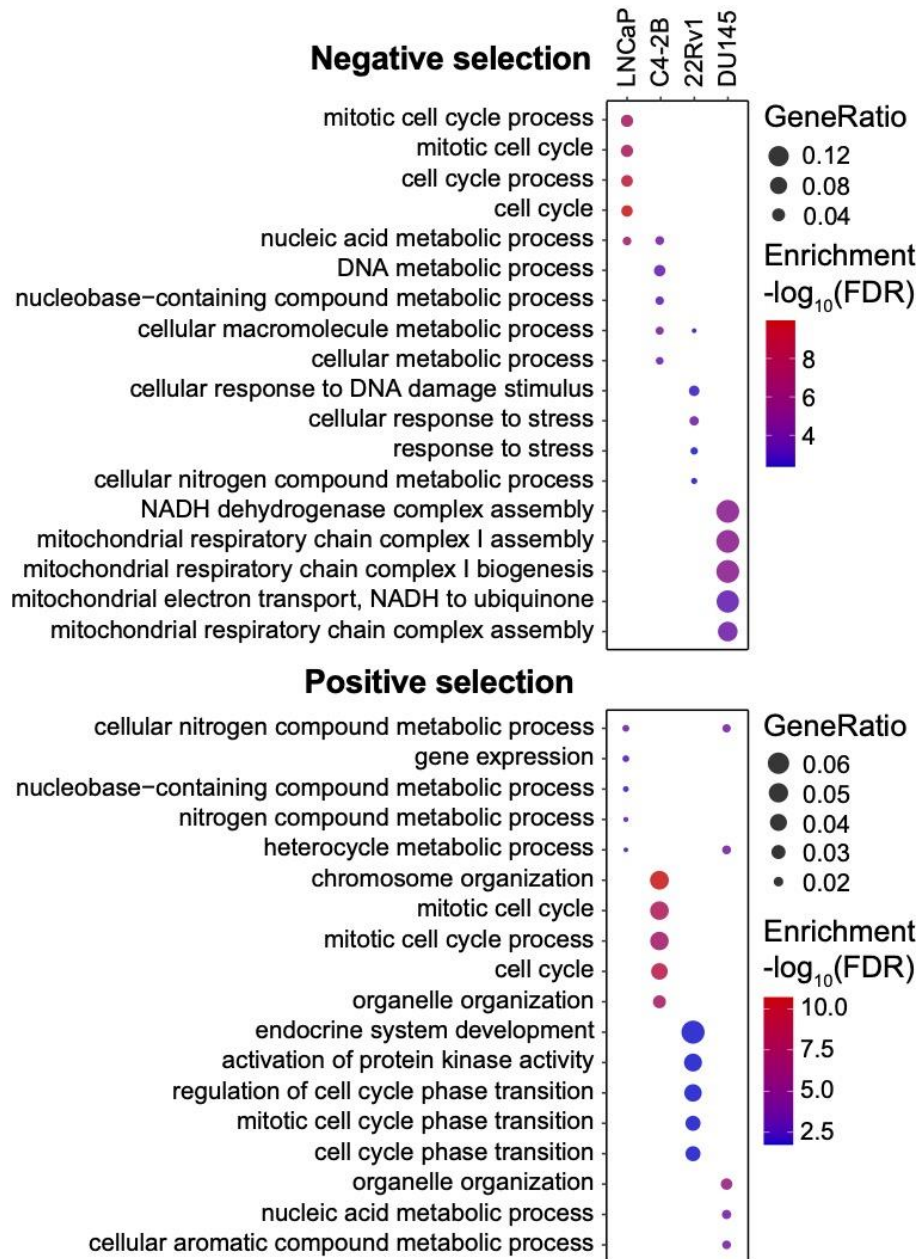 LNCaP
C4-2B
22Rv1
DU145
Negative selection
mitotic cell cycle process
mitotic cell cycle
cell cycle process
cell cycle
nucleic acid metabolic process
DNA metabolic process
nucleobase−containing compound metabolic process
cellular macromolecule metabolic process
cellular metabolic process
cellular response to DNA damage stimulus
cellular response to stress
response to stress
cellular nitrogen compound metabolic process
NADH dehydrogenase complex assembly
mitochondrial respiratory chain complex I assembly
mitochondrial respiratory chain complex I biogenesis
mitochondrial electron transport, NADH to ubiquinone
mitochondrial respiratory chain complex assembly
GeneRatio
0.12
0.08
0.04
Enrichment
-log10(FDR)
8
6
4
Positive selection
cellular nitrogen compound metabolic process
gene expression
nucleobase−containing compound metabolic process
nitrogen compound metabolic process
heterocycle metabolic process
chromosome organization
mitotic cell cycle
mitotic cell cycle process
cell cycle
organelle organization
endocrine system development
activation of protein kinase activity
regulation of cell cycle phase transition
mitotic cell cycle phase transition
cell cycle phase transition
organelle organization
nucleic acid metabolic process
cellular aromatic compound metabolic process
GeneRatio
0.06
0.05
0.04
0.03
0.02
Enrichment
-log10(FDR)
10.0
7.5
5.0
2.5